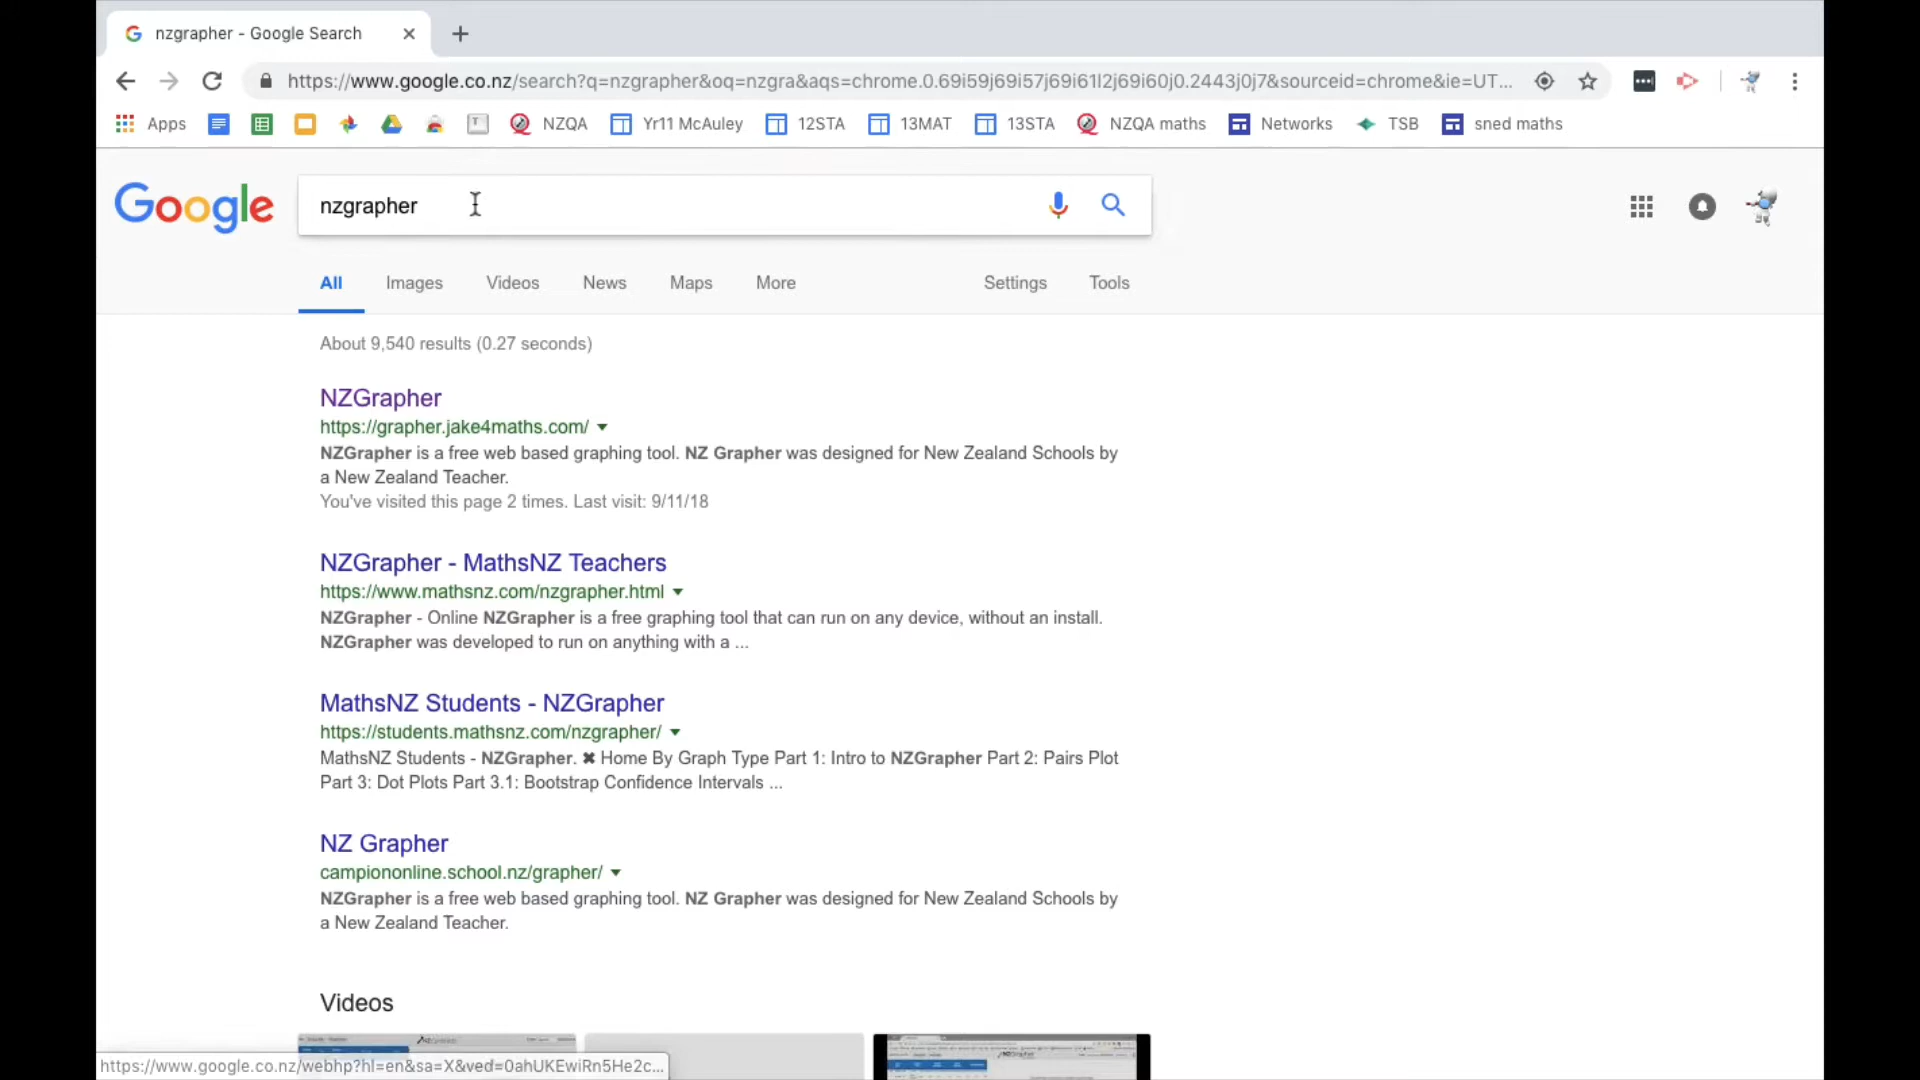 nzgrapher - Google Search
https://www.google.co.nz/search?q=nzgrapher&oq=nzgra&aqs=chrome.0.69i59j69i57j69i61l2j69i60j0.2443j0j7&sourceid=chrome&ie=UT...
Apps NZQA Yr11 McAuley 12STA 13MAT 13STA NZQA maths Networks TSB sned maths
Google nzgrapher
All Images Videos News Maps More Settings Tools
About 9,540 results (0.27 seconds)
NZGrapher
https://grapher.jake4maths.com/
NZGrapher is a free web based graphing tool. NZ Grapher was designed for New Zealand Schools by
a New Zealand Teacher.
You've visited this page 2 times. Last visit: 9/11/18
NZGrapher - MathsNZ Teachers
https://www.mathsnz.com/nzgrapher.html
NZGrapher - Online NZGrapher is a free graphing tool that can run on any device, without an install.
NZGrapher was developed to run on anything with a ...
MathsNZ Students - NZGrapher
https://students.mathsnz.com/nzgrapher/
MathsNZ Students - NZGrapher. ✖ Home By Graph Type Part 1: Intro to NZGrapher Part 2: Pairs Plot
Part 3: Dot Plots Part 3.1: Bootstrap Confidence Intervals ...
NZ Grapher
campiononline.school.nz/grapher/
NZGrapher is a free web based graphing tool. NZ Grapher was designed for New Zealand Schools by
a New Zealand Teacher.
Videos
https://www.google.co.nz/webhp?hl=en&sa=X&ved=0ahUKEwiRn5He2c...